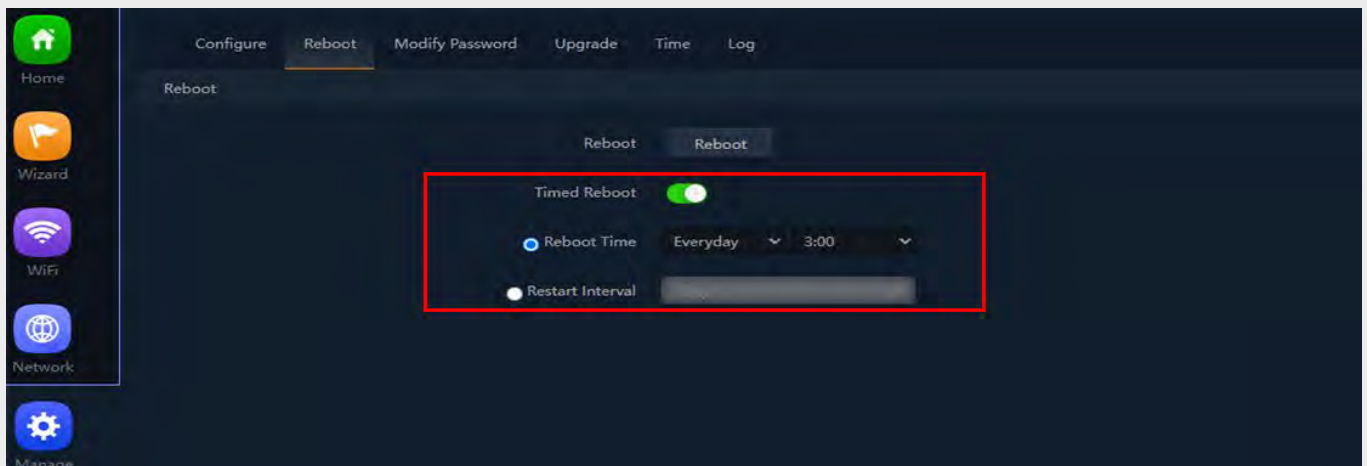 Home
Wizard
WiFi
Network
Manage
Configure Reboot Modify Password Upgrade Time Log
Reboot
Reboot Reboot
Timed Reboot
Reboot Time Everyday 3:00
Restart Interval